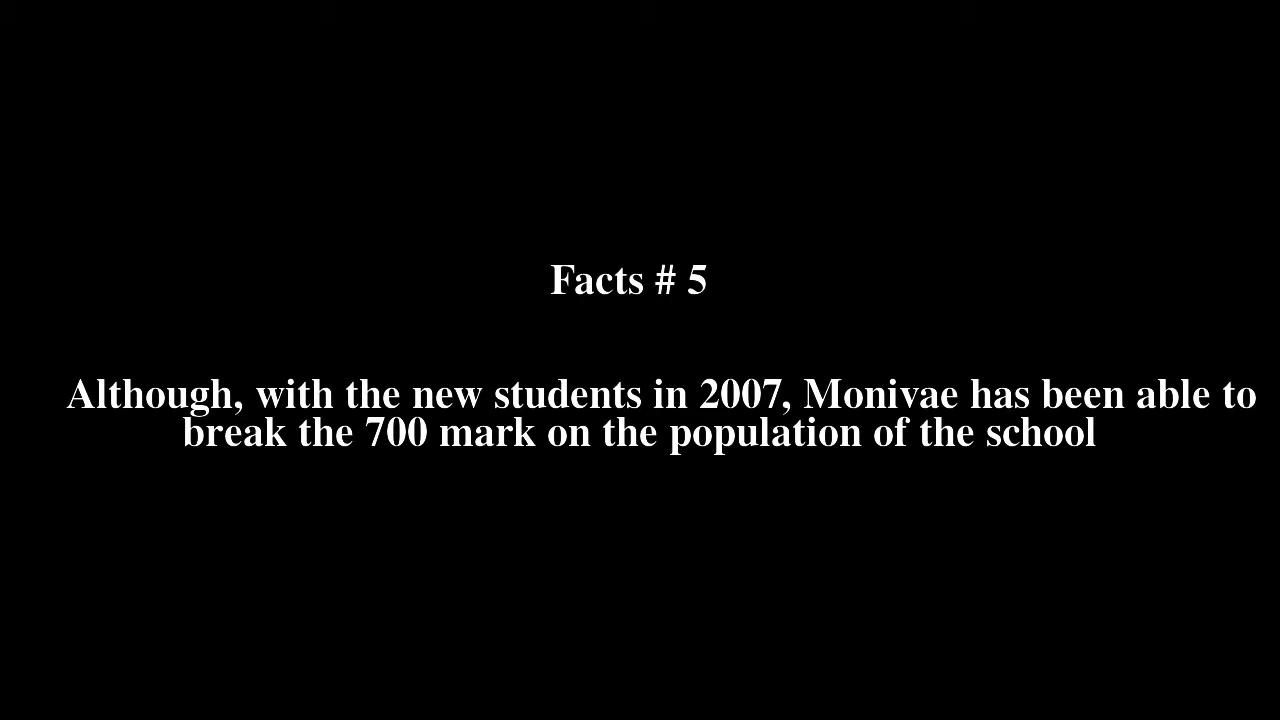 Facts # 5
Although, with the new students in 2007, Monivae has been able to
break the 700 mark on the population of the school